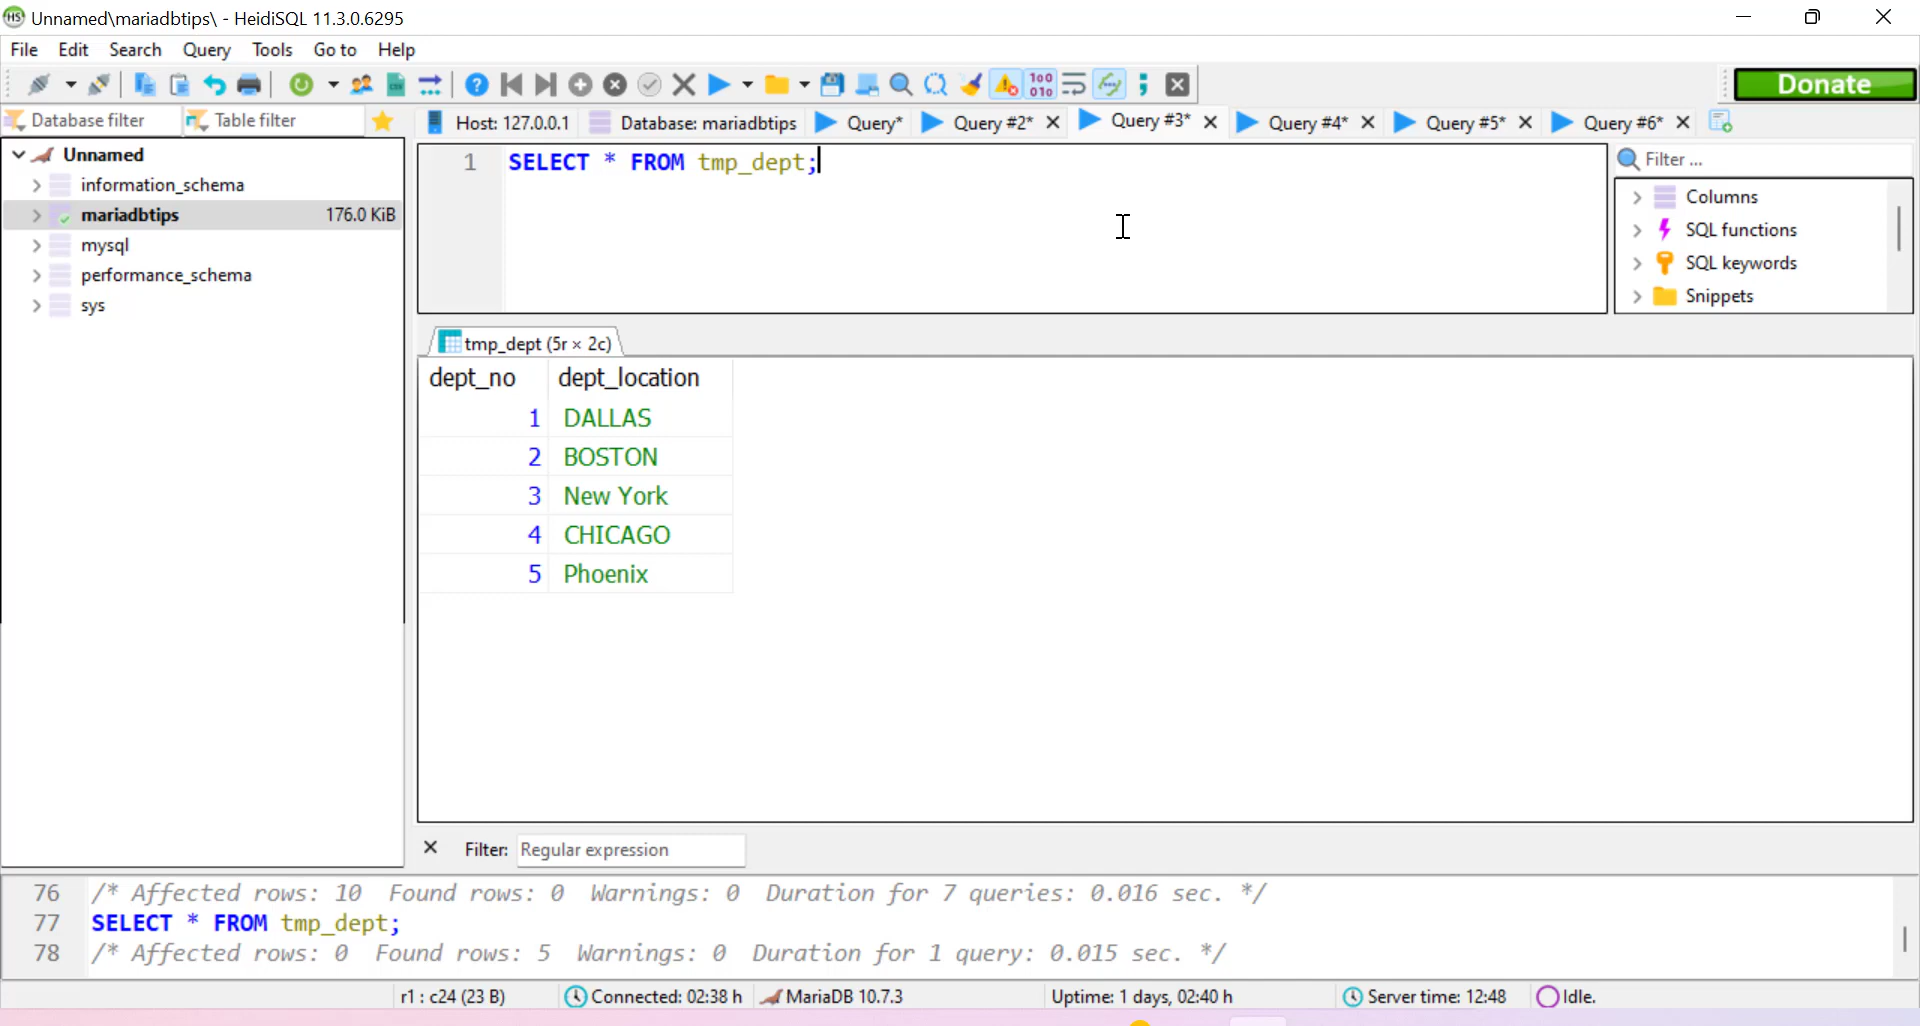 Unnamed\mariadbtips\ - HeidiSQL 11.3.0.6295
File Edit Search Query Tools Go to Help
Donate
Database filter Table filter Host: 127.0.0.1 Database: mariadbtips Query* Query #2* Query #3* Query #4* Query #5* Query #6*
Unnamed
information_schema
mariadbtips 176.0 KiB
mysql
performance_schema
sys
1 SELECT * FROM tmp_dept;
Filter ...
Columns
SQL functions
SQL keywords
Snippets
tmp_dept (5r × 2c)
dept_no dept_location
1 DALLAS
2 BOSTON
3 New York
4 CHICAGO
5 Phoenix
Filter: Regular expression
76 /* Affected rows: 10 Found rows: 0 Warnings: 0 Duration for 7 queries: 0.016 sec. */
77 SELECT * FROM tmp_dept;
78 /* Affected rows: 0 Found rows: 5 Warnings: 0 Duration for 1 query: 0.015 sec. */
r1 : c24 (23 B) Connected: 02:38 h MariaDB 10.7.3 Uptime: 1 days, 02:40 h Server time: 12:48 Idle.